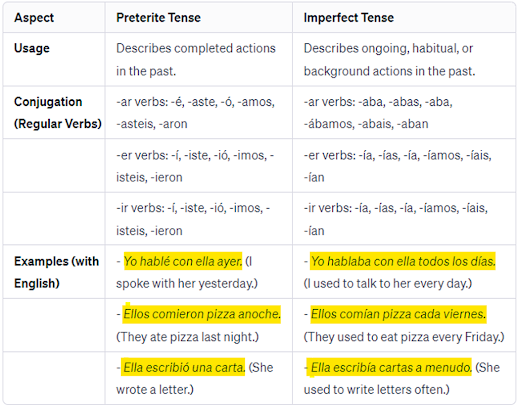 Aspect Preterite Tense Imperfect Tense
Usage Describes completed actions Describes ongoing, habitual, or
in the past. background actions in the past.
Conjugation -ar verbs: -é, -aste, -ó, -amos, -ar verbs: -aba, -abas, -aba,
(Regular Verbs) -asteis, -aron -ábamos, -abais, -aban
-er verbs: -í, -iste, -ió, -imos, - -er verbs: -ía, -ías, -ía, -íamos, -íais,
isteis, -ieron -ían
-ir verbs: -í, -iste, -ió, -imos, - -ir verbs: -ía, -ías, -ía, -íamos, -íais,
isteis, -ieron -ían
Examples (with - Yo hablé con ella ayer. (I - Yo hablaba con ella todos los días.
English) spoke with her yesterday.) (I used to talk to her every day.)
- Ellos comieron pizza anoche. - Ellos comían pizza cada viernes.
(They ate pizza last night.) (They used to eat pizza every Friday.)
- Ella escribió una carta. (She - Ella escribía cartas a menudo. (She
wrote a letter.) used to write letters often.)